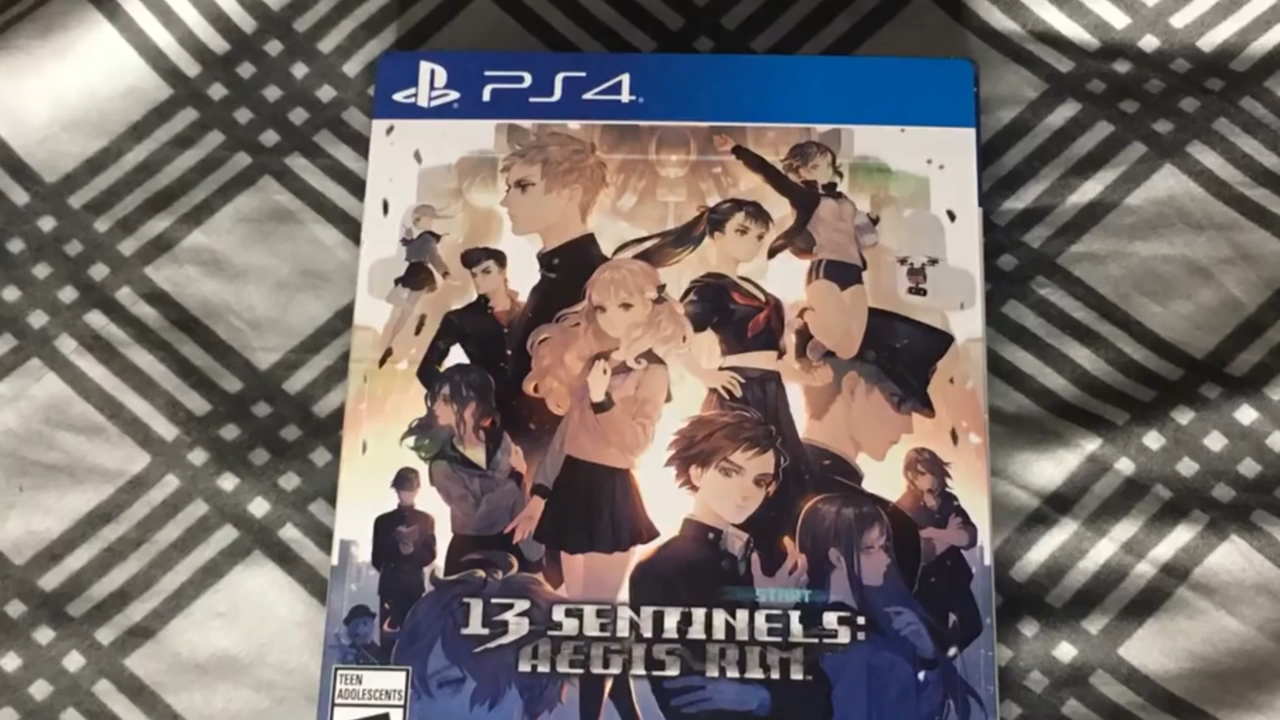 PS4
START
13 SENTINELS:
AEGIS RIM
TEEN
ADOLESCENTS